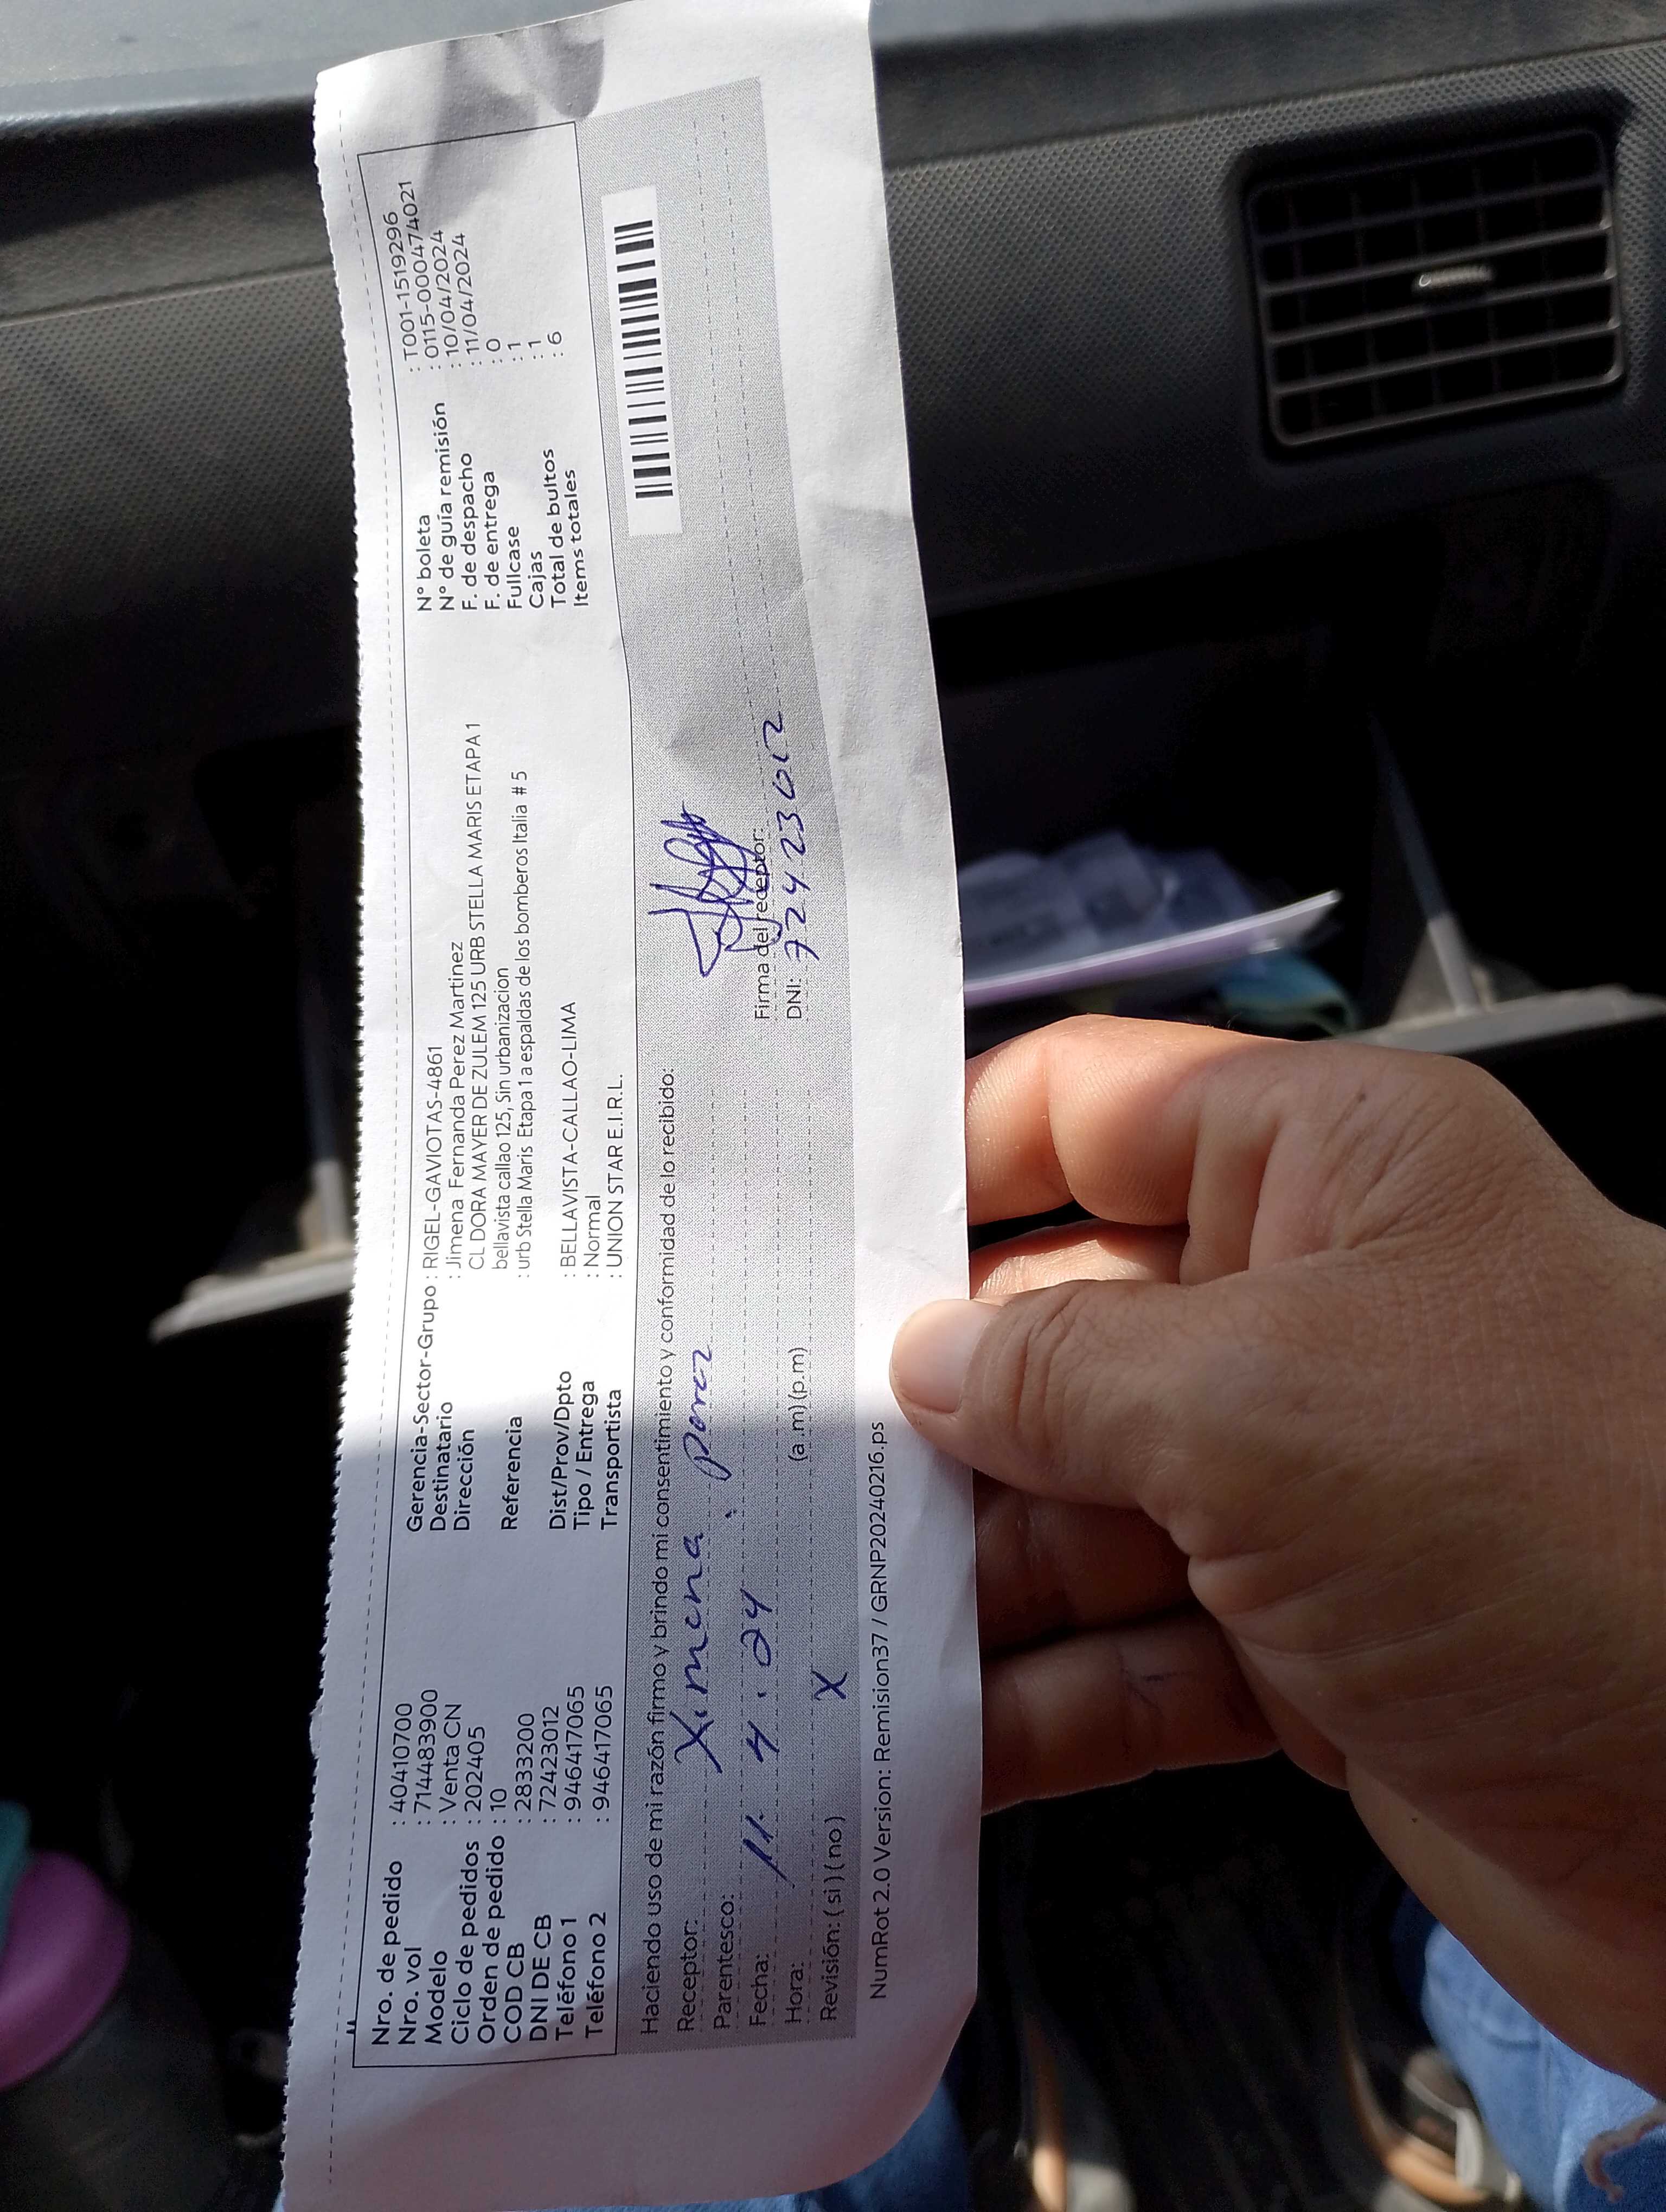 Nro. de pedido : 40410700
Nro. vol : 714483900
Modelo : Venta CN
Ciclo de pedidos : 202405
Orden de pedido : 10
COD CB : 2833200
DNI DE CB : 72423012
Teléfono 1 : 946417065
Teléfono 2 : 946417065
Gerencia-Sector-Grupo : RIGEL-GAVIOTAS-4861
Destinatario : Jimena Fernanda Perez Martinez
Dirección CL DORA MAYER DE ZULEM 125 URB STELLA MARIS ETAPA 1
bellavista callao 125, Sin urbanizacion
Referencia : urb Stella Maris Etapa 1 a espaldas de los bomberos Italia #5
Dist/Prov/Dpto : BELLAVISTA-CALLAO-LIMA
Tipo / Entrega : Normal
Transportista : UNION STAR E.I.R.L.
N° boleta : T001-1519296
N° de guía remisión : 0115-000474021
F. de despacho : 10/04/2024
F. de entrega : 11/04/2024
Fullcase : 0
Cajas : 1
Total de bultos : 1
Items totales : 6
Haciendo uso de mi razón firmo y brindo mi consentimiento y conformidad de lo recibido:
Receptor: Ximena Perez
Parentesco:
Fecha: 11. 4. 24
Hora: (a.m) (p.m)
Revisión: ( si ) ( no ) X
Firma del receptor:
DNI: 72423012
NumRot 2.0 Version: Remision37 / GRNP20240216.ps